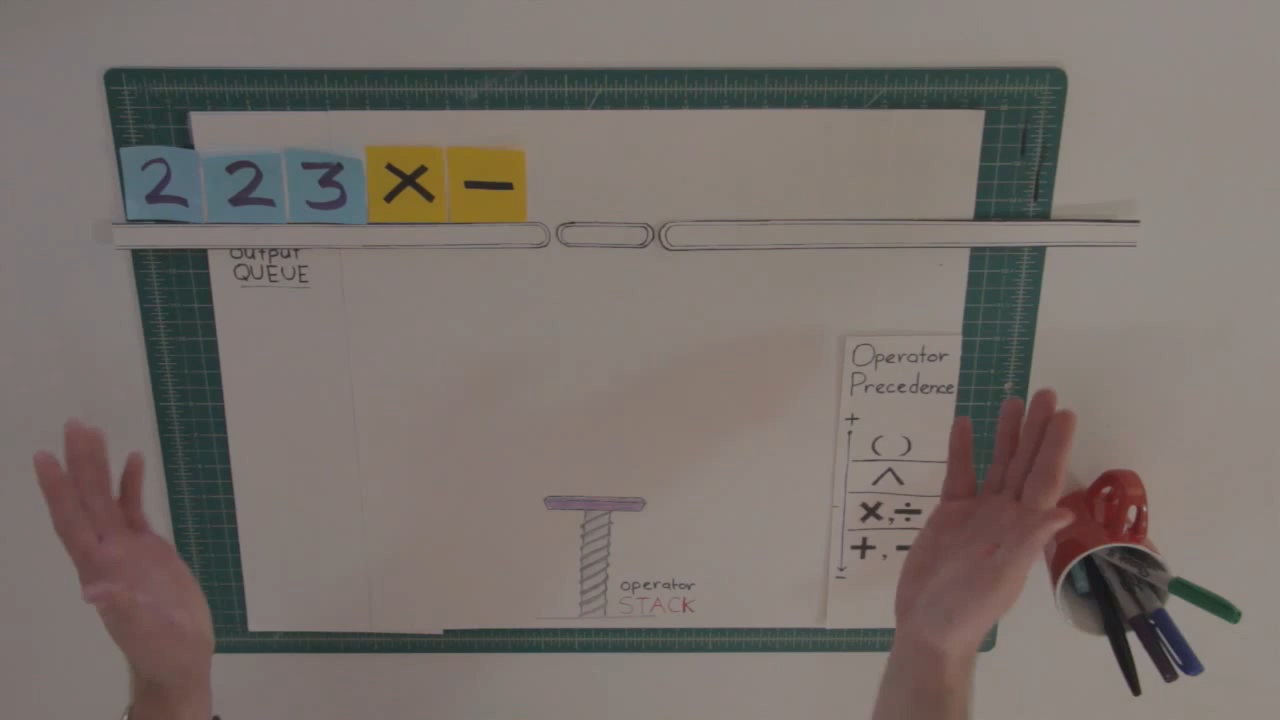 2 2 3 × −
output
QUEUE
Operator
Precedence
+
( )
^
×,÷
+,-
−
operator
STACK